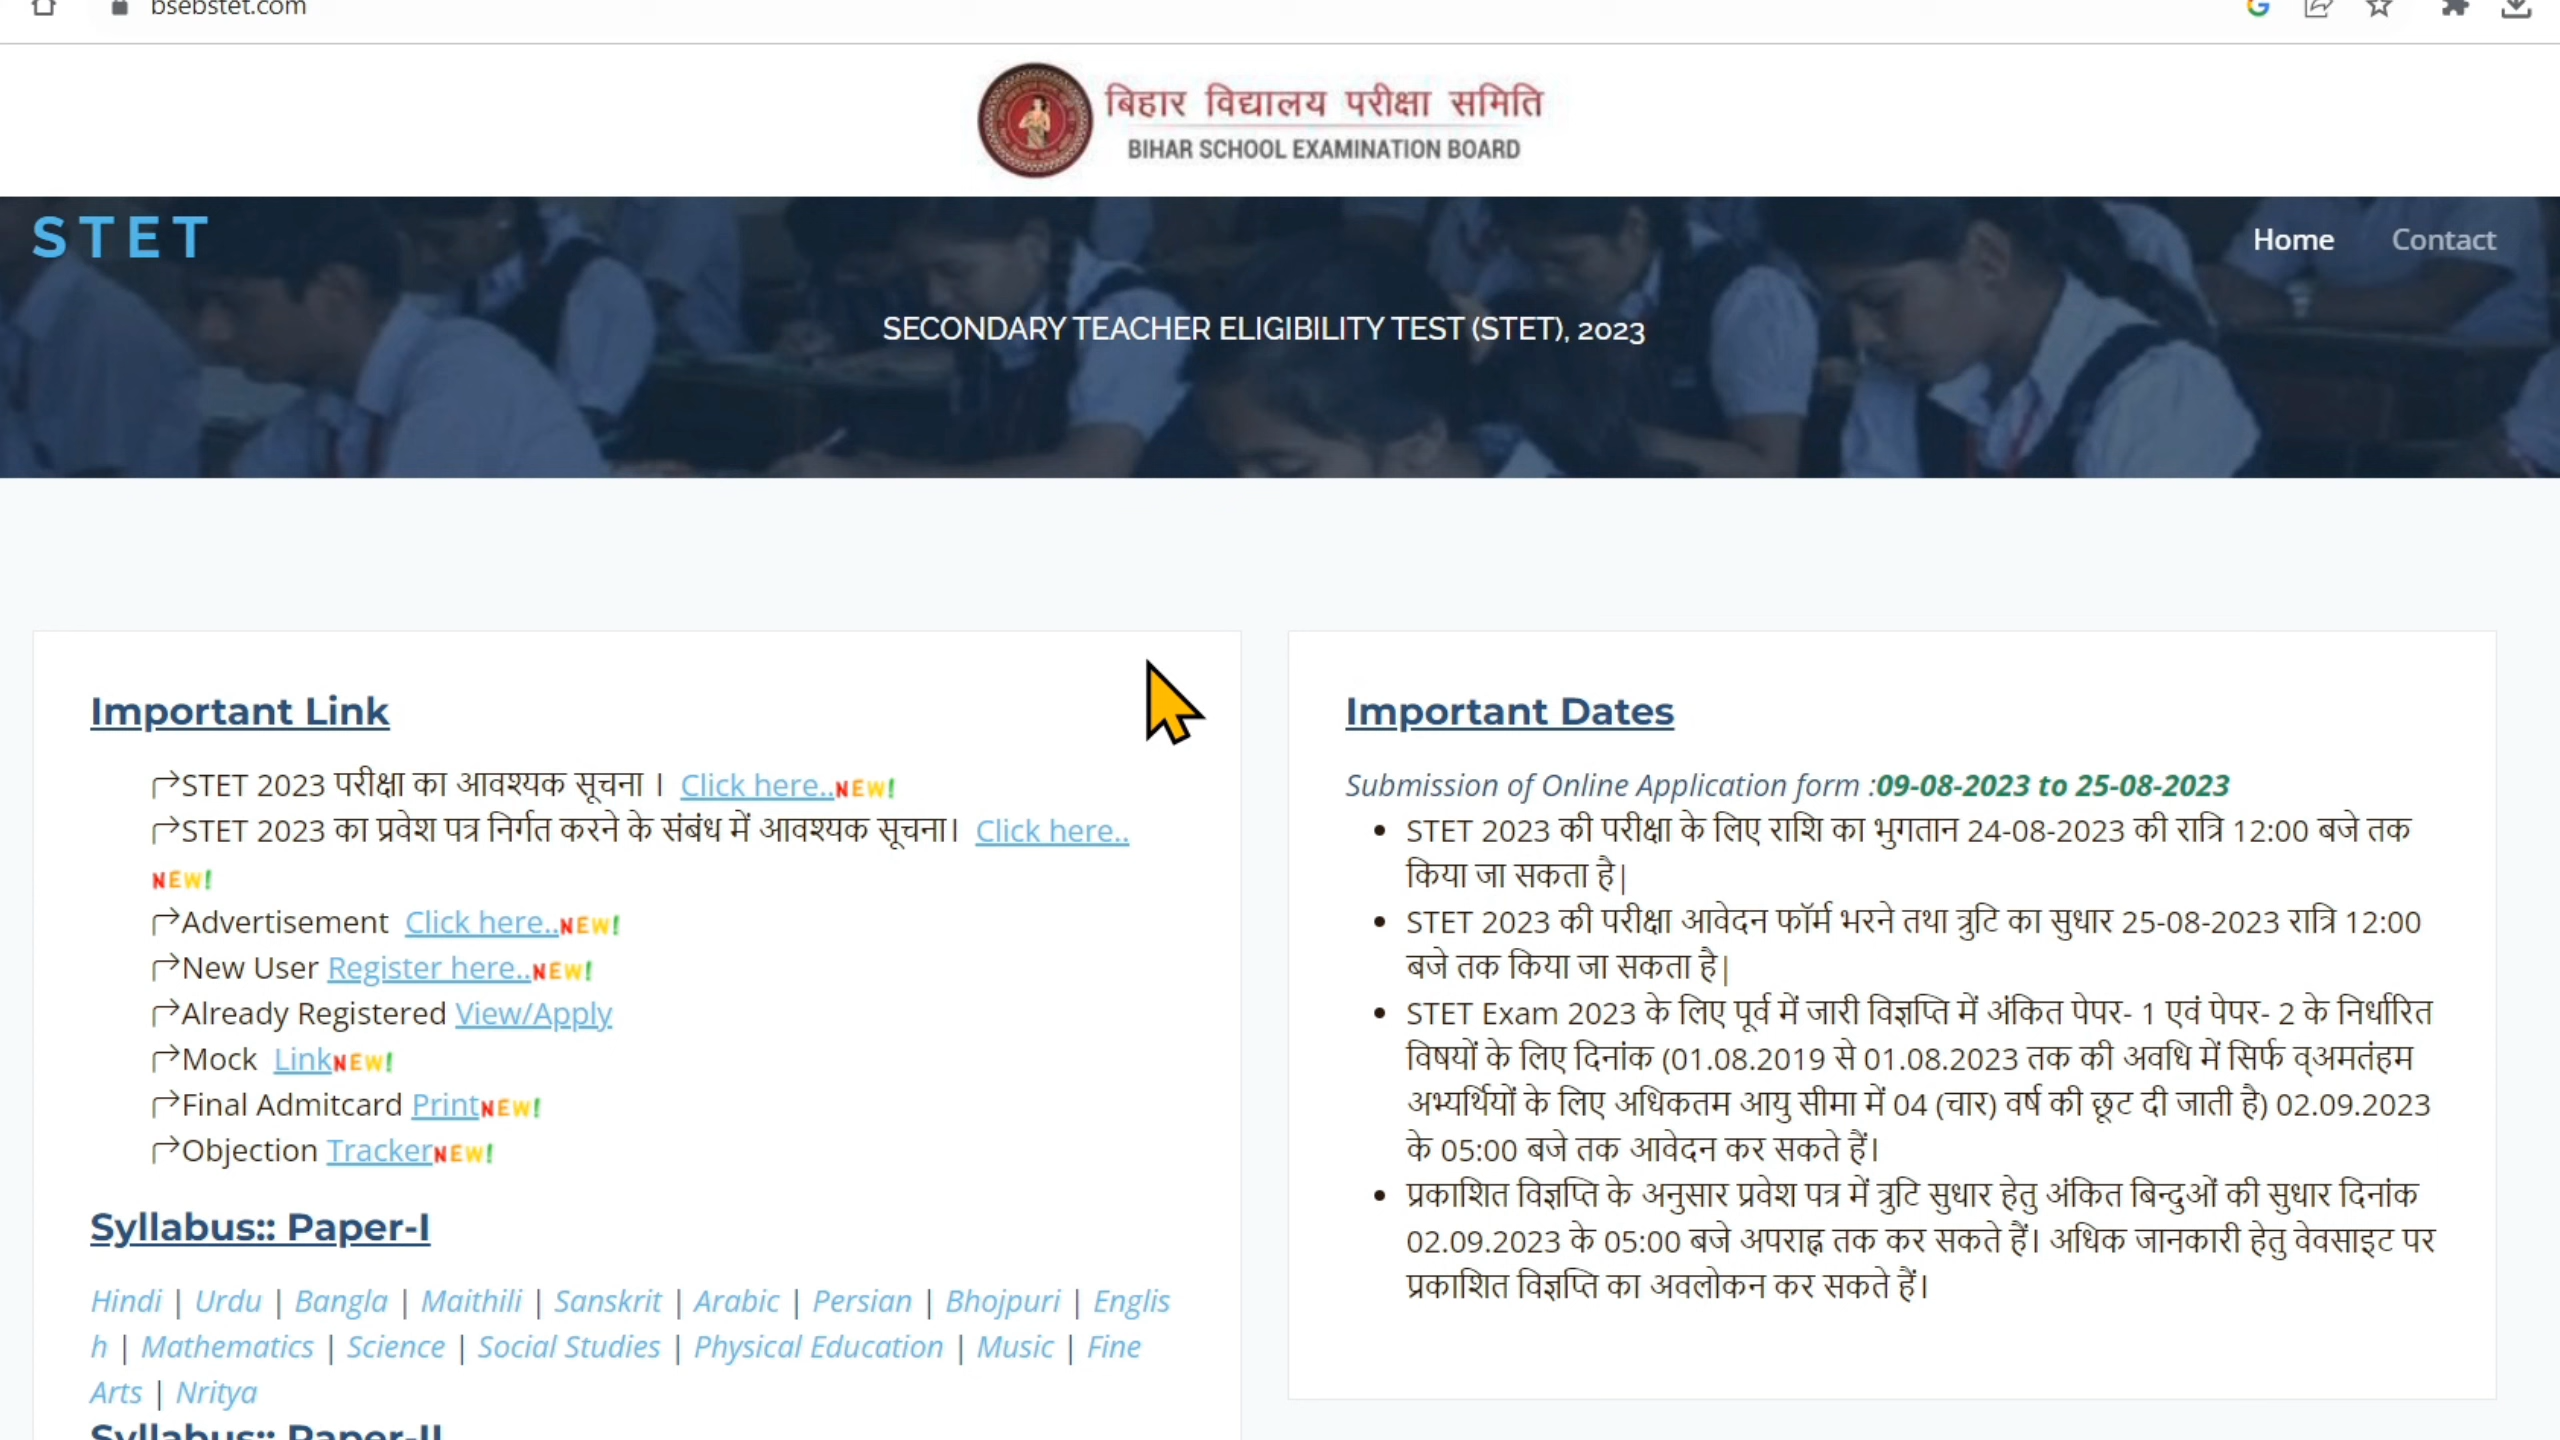 bsebstet.com
बिहार विद्यालय परीक्षा समिति
BIHAR SCHOOL EXAMINATION BOARD
STET
Home
Contact
SECONDARY TEACHER ELIGIBILITY TEST (STET), 2023
Important Link
STET 2023 परीक्षा का आवश्यक सूचना । Click here..NEW!
STET 2023 का प्रवेश पत्र निर्गत करने के संबंध में आवश्यक सूचना। Click here..
NEW!
Advertisement Click here..NEW!
New User Register here..NEW!
Already Registered View/Apply
Mock LinkNEW!
Final Admitcard PrintNEW!
Objection TrackerNEW!
Syllabus:: Paper-I
Hindi | Urdu | Bangla | Maithili | Sanskrit | Arabic | Persian | Bhojpuri | Englis
h | Mathematics | Science | Social Studies | Physical Education | Music | Fine
Arts | Nritya
Syllabus:: Paper-II
Important Dates
Submission of Online Application form :09-08-2023 to 25-08-2023
• STET 2023 की परीक्षा के लिए राशि का भुगतान 24-08-2023 की रात्रि 12:00 बजे तक
किया जा सकता है|
• STET 2023 की परीक्षा आवेदन फॉर्म भरने तथा त्रुटि का सुधार 25-08-2023 रात्रि 12:00
बजे तक किया जा सकता है|
• STET Exam 2023 के लिए पूर्व में जारी विज्ञप्ति में अंकित पेपर- 1 एवं पेपर- 2 के निर्धारित
विषयों के लिए दिनांक (01.08.2019 से 01.08.2023 तक की अवधि में सिर्फ व्अमतंहम
अभ्यर्थियों के लिए अधिकतम आयु सीमा में 04 (चार) वर्ष की छूट दी जाती है) 02.09.2023
के 05:00 बजे तक आवेदन कर सकते हैं।
• प्रकाशित विज्ञप्ति के अनुसार प्रवेश पत्र में त्रुटि सुधार हेतु अंकित बिन्दुओं की सुधार दिनांक
02.09.2023 के 05:00 बजे अपराह्न तक कर सकते हैं। अधिक जानकारी हेतु वेवसाइट पर
प्रकाशित विज्ञप्ति का अवलोकन कर सकते हैं।